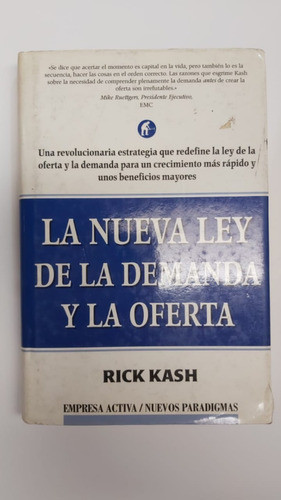 «Se dice que acertar el momento es capital en la vida, pero también lo es la
secuencia, hacer las cosas en el orden correcto. Las razones que esgrime Kash
sobre la necesidad de comprender plenamente la demanda antes de crear la
oferta son irrefutables.»
Mike Ruettgers, Presidente Ejecutivo,
EMC
Una revolucionaria estrategia que redefine la ley de la
oferta y la demanda para un crecimiento más rápido y
unos beneficios mayores
LA NUEVA LEY
DE LA DEMANDA
Y LA OFERTA
RICK KASH
EMPRESA ACTIVA / NUEVOS PARADIGMAS